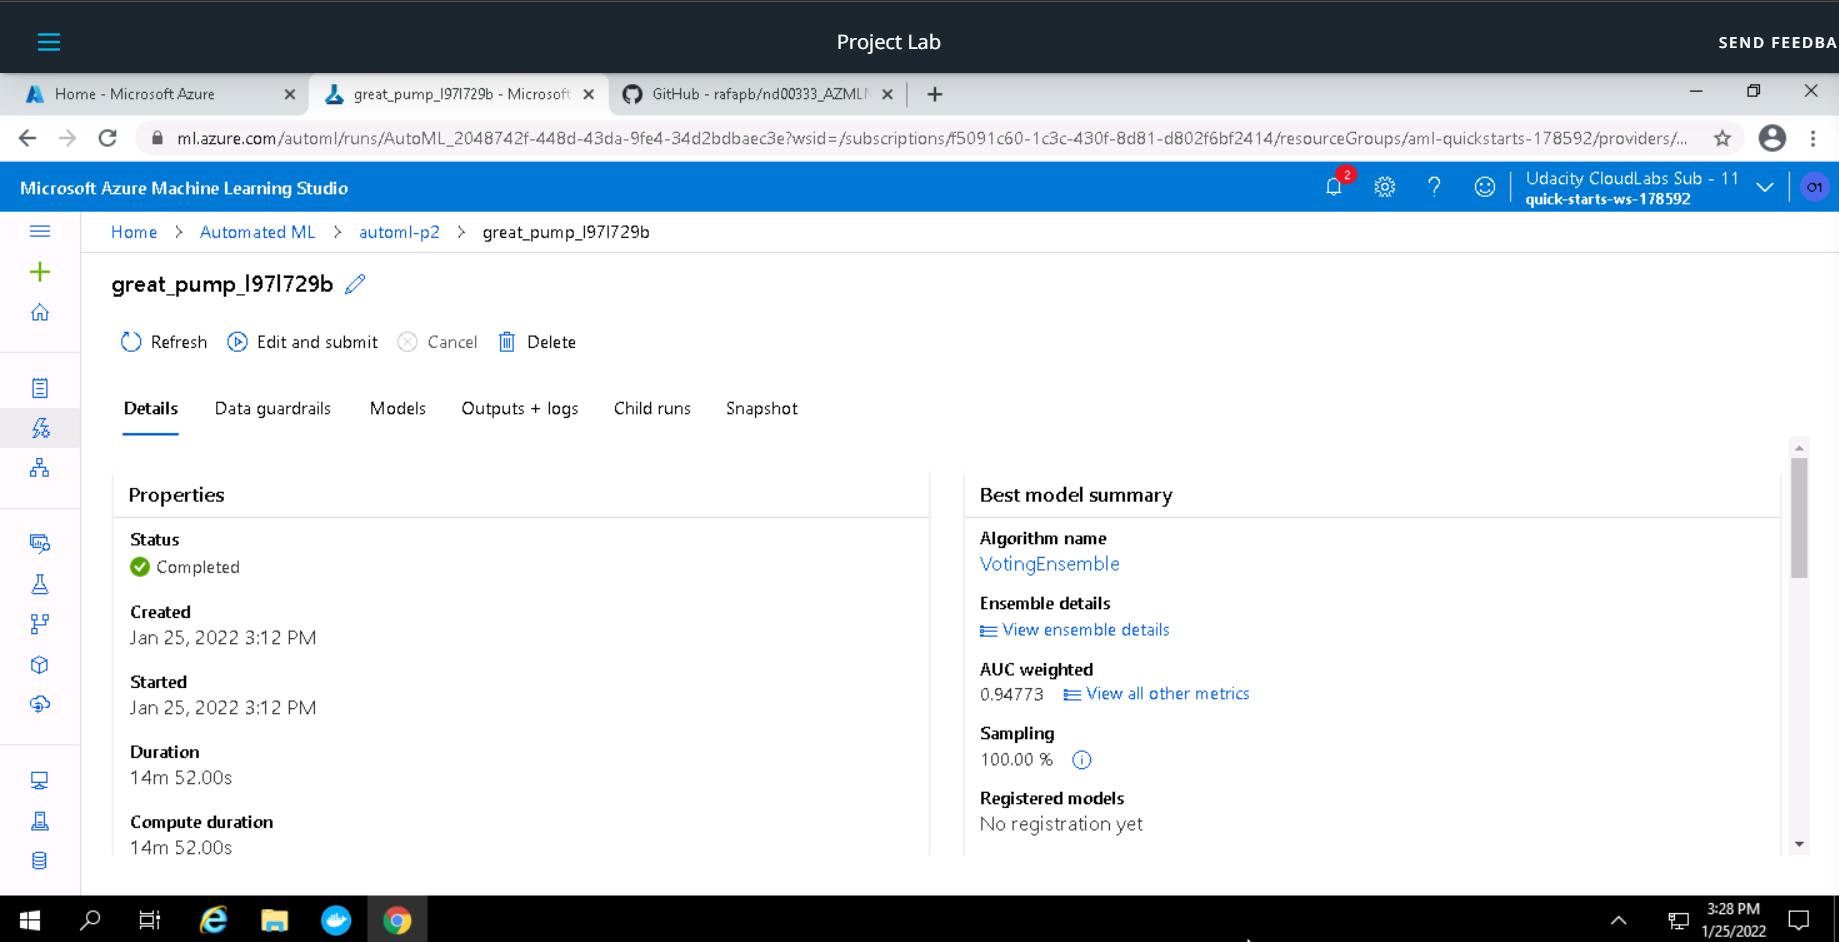 Project Lab
SEND FEEDBA
Home - Microsoft Azure
great_pump_l97l729b - Microsoft
GitHub - rafapb/nd00333_AZMLN
ml.azure.com/automl/runs/AutoML_2048742f-448d-43da-9fe4-34d2bdbaec3e?wsid=/subscriptions/f5091c60-1c3c-430f-8d81-d802f6bf2414/resourceGroups/aml-quickstarts-178592/providers/...
Microsoft Azure Machine Learning Studio
2
?
Udacity CloudLabs Sub - 11
quick-starts-ws-178592
O1
Home > Automated ML > automl-p2 > great_pump_l97l729b
great_pump_l97l729b
Refresh Edit and submit Cancel Delete
Details Data guardrails Models Outputs + logs Child runs Snapshot
Properties
Status
Completed
Created
Jan 25, 2022 3:12 PM
Started
Jan 25, 2022 3:12 PM
Duration
14m 52.00s
Compute duration
14m 52.00s
Best model summary
Algorithm name
VotingEnsemble
Ensemble details
View ensemble details
AUC weighted
0.94773 View all other metrics
Sampling
100.00 %
Registered models
No registration yet
3:28 PM
1/25/2022